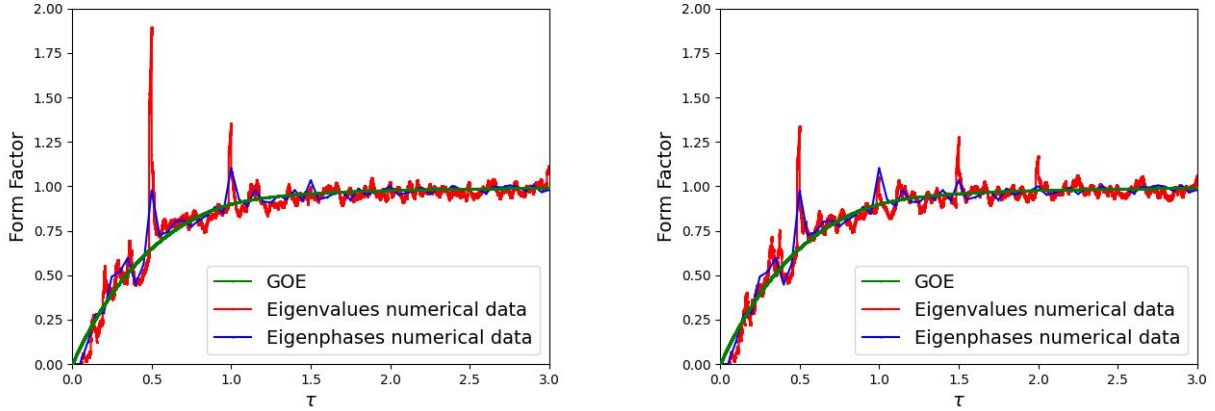 2.00
1.75
1.50
1.25
1.00
0.75
0.50
0.25
0.00
Form Factor
0.0 0.5 1.0 1.5 2.0 2.5 3.0
τ
GOE
Eigenvalues numerical data
Eigenphases numerical data
2.00
1.75
1.50
1.25
1.00
0.75
0.50
0.25
0.00
Form Factor
0.0 0.5 1.0 1.5 2.0 2.5 3.0
τ
GOE
Eigenvalues numerical data
Eigenphases numerical data